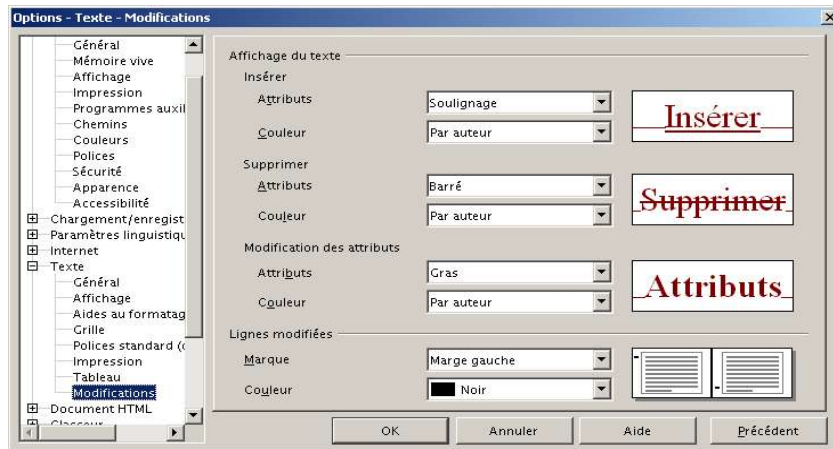 Options - Texte - Modifications
Général
Mémoire vive
Affichage
Impression
Programmes auxil
Chemins
Couleurs
Polices
Sécurité
Apparence
Accessibilité
Chargement/enregist
Paramètres linguistiqu
Internet
Texte
Général
Affichage
Aides au formatag
Grille
Polices standard (
Impression
Tableau
Modifications
Document HTML
Classeur
Affichage du texte
Insérer
Attributs
Soulignage
Insérer
Couleur
Par auteur
Supprimer
Attributs
Barré
Supprimer
Couleur
Par auteur
Modification des attributs
Attributs
Gras
Attributs
Couleur
Par auteur
Lignes modifiées
Marque
Marge gauche
Couleur
Noir
OK
Annuler
Aide
Précédent